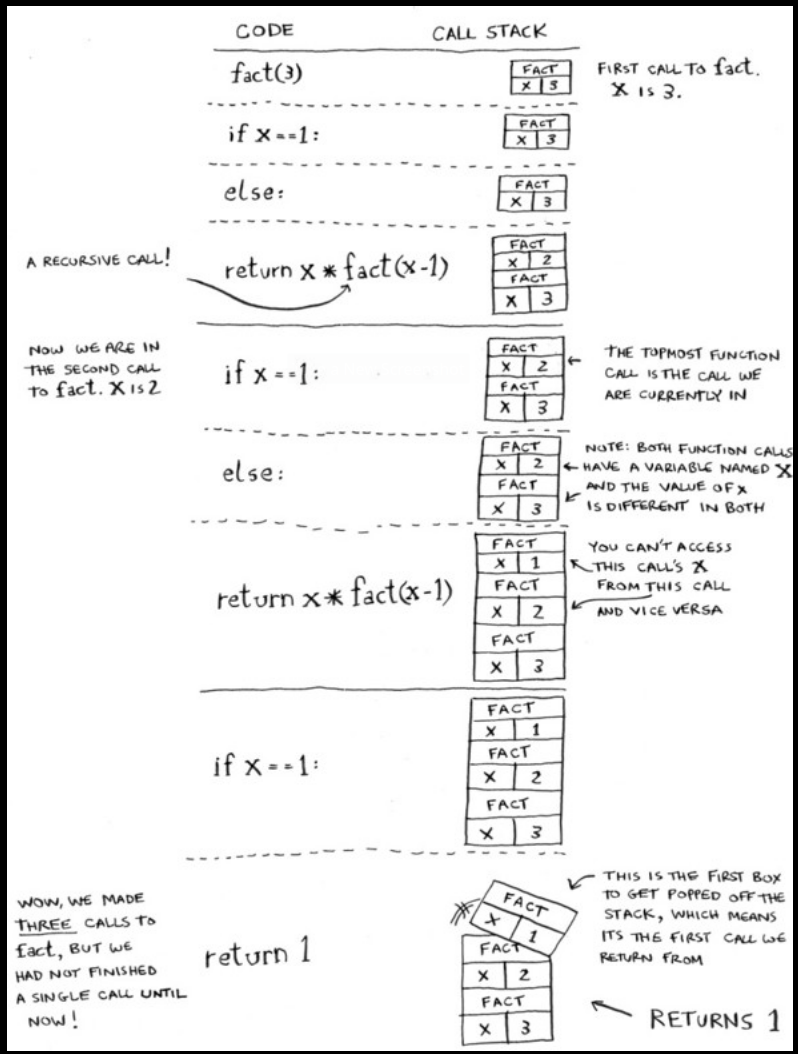 CODE
CALL STACK
fact(3)
FACT
X 3
FIRST CALL TO fact.
X IS 3.
if x==1:
FACT
X 3
else:
FACT
X 3
A RECURSIVE CALL!
return x * fact(x-1)
FACT
X 2
FACT
X 3
NOW WE ARE IN
THE SECOND CALL
TO fact. X IS 2
if x==1:
FACT
X 2
FACT
X 3
THE TOPMOST FUNCTION
CALL IS THE CALL WE
ARE CURRENTLY IN
else:
FACT
X 2
FACT
X 3
NOTE: BOTH FUNCTION CALLS
HAVE A VARIABLE NAMED X
AND THE VALUE OF X
IS DIFFERENT IN BOTH
return x * fact(x-1)
FACT
X 1
FACT
X 2
FACT
X 3
YOU CAN'T ACCESS
THIS CALL'S X
FROM THIS CALL
AND VICE VERSA
if x==1:
FACT
X 1
FACT
X 2
FACT
X 3
WOW, WE MADE
THREE CALLS TO
fact, BUT WE
HAD NOT FINISHED
A SINGLE CALL UNTIL
NOW!
return 1
FACT
X 1
FACT
X 2
FACT
X 3
THIS IS THE FIRST BOX
TO GET POPPED OFF THE
STACK, WHICH MEANS
ITS THE FIRST CALL WE
RETURN FROM
RETURNS 1